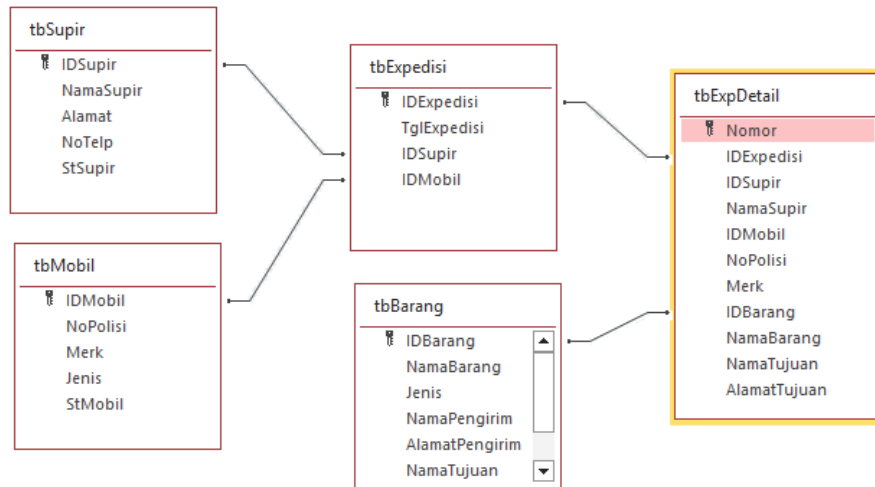 tbSupir
IDSupir
NamaSupir
Alamat
NoTelp
StSupir
tbExpedisi
IDExpedisi
TglExpedisi
IDSupir
IDMobil
tbExpDetail
Nomor
IDExpedisi
IDSupir
NamaSupir
IDMobil
NoPolisi
Merk
IDBarang
NamaBarang
NamaTujuan
AlamatTujuan
tbMobil
IDMobil
NoPolisi
Merk
Jenis
StMobil
tbBarang
IDBarang
NamaBarang
Jenis
NamaPengirim
AlamatPengirim
NamaTujuan